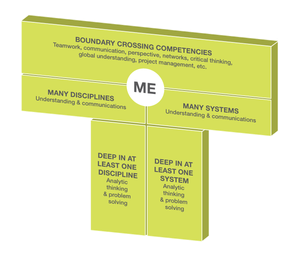 BOUNDARY CROSSING COMPETENCIES
Teamwork, communication, perspective, networks, critical thinking,
global understanding, project management, etc.
ME
MANY DISCIPLINES
Understanding & communications
MANY SYSTEMS
Understanding & communications
DEEP IN AT
LEAST ONE
DISCIPLINE
Analytic
thinking
& problem
solving
DEEP IN AT
LEAST ONE
SYSTEM
Analytic
thinking
& problem
solving